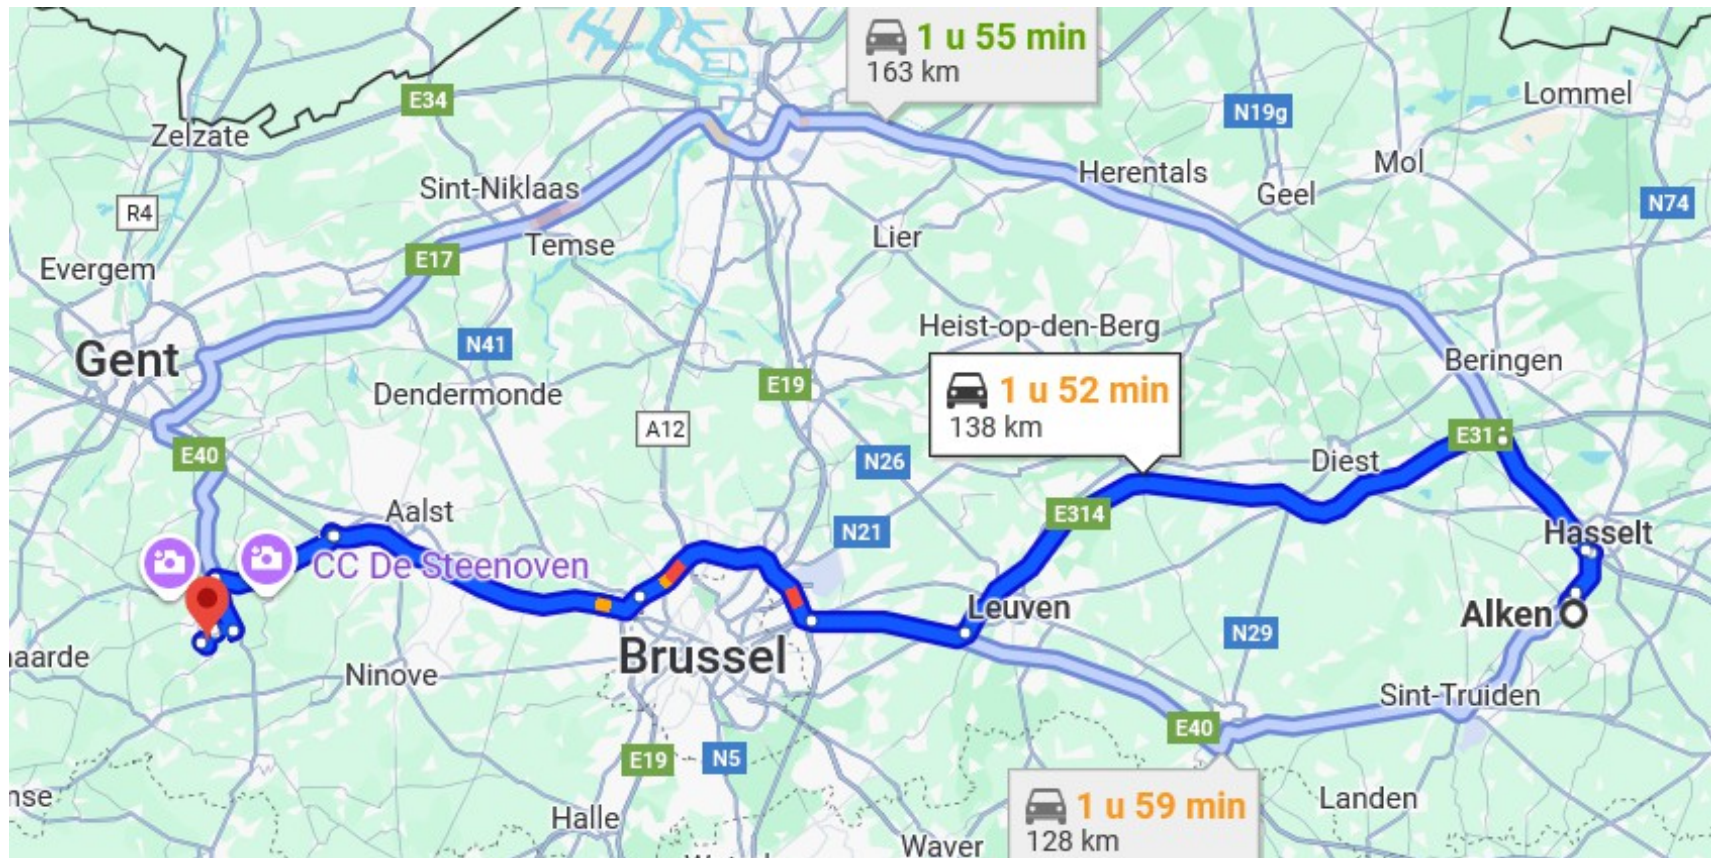 1 u 55 min
163 km
E34
Lommel
N19g
Zelzate
Mol
Herentals
Sint-Niklaas
Geel
N74
R4
Lier
Temse
E17
Evergem
Heist-op-den-Berg
N41
Gent
Beringen
E19
1 u 52 min
Dendermonde
138 km
A12
E40
N26
Diest
Aalst
E314
N21
Hasselt
CC De Steenoven
Leuven
Alken
N29
aarde
Brussel
Ninove
Sint-Truiden
E40
E19
N5
nse
1 u 59 min
Landen
Halle
128 km
Waver